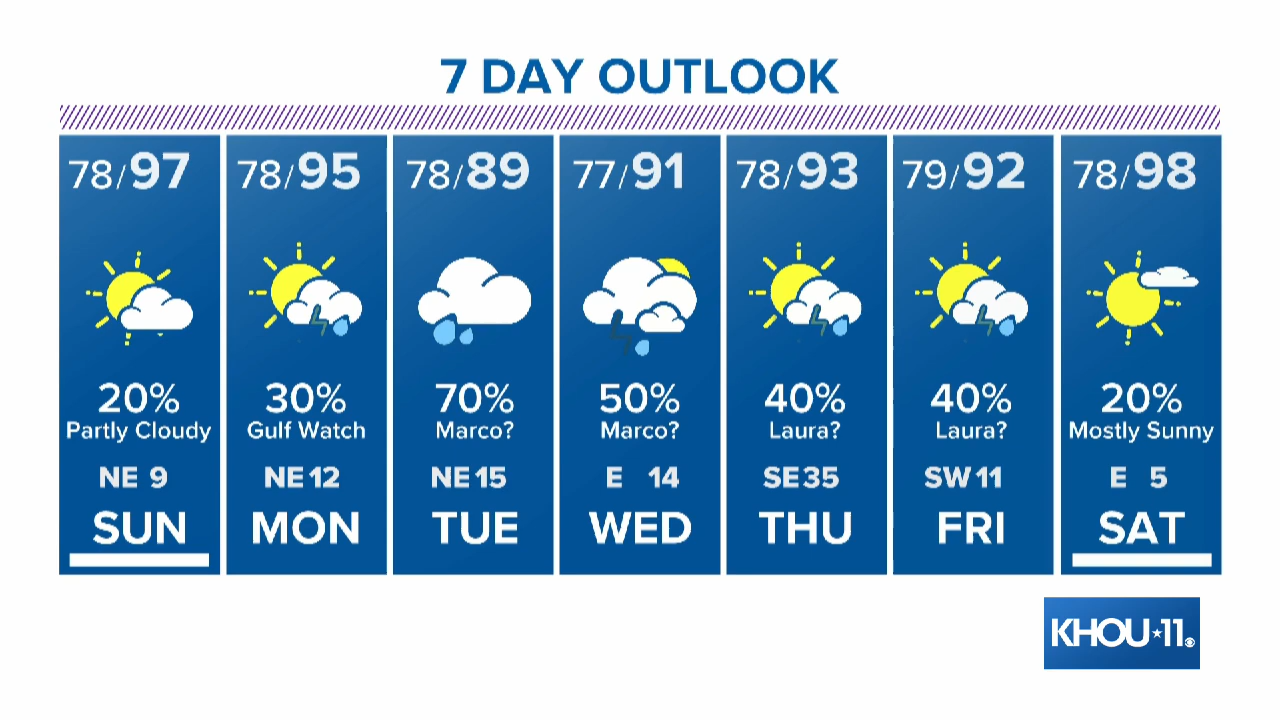 7 DAY OUTLOOK
78/97 78/95 78/89 77/91 78/93 79/92 78/98
20% 30% 70% 50% 40% 40% 20%
Partly Cloudy Gulf Watch Marco? Marco? Laura? Laura? Mostly Sunny
NE 9 NE 12 NE 15 E 14 SE 35 SW 11 E 5
SUN MON TUE WED THU FRI SAT
KHOU★11